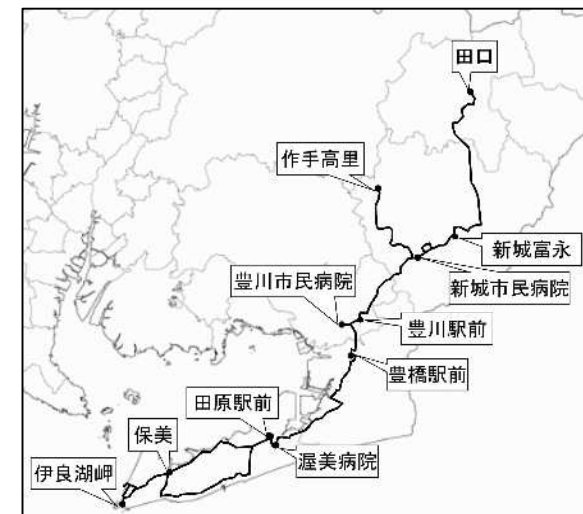 田口
作手高里
新城富永
新城市民病院
豊川市民病院
豊川駅前
豊橋駅前
田原駅前
保美
渥美病院
伊良湖岬